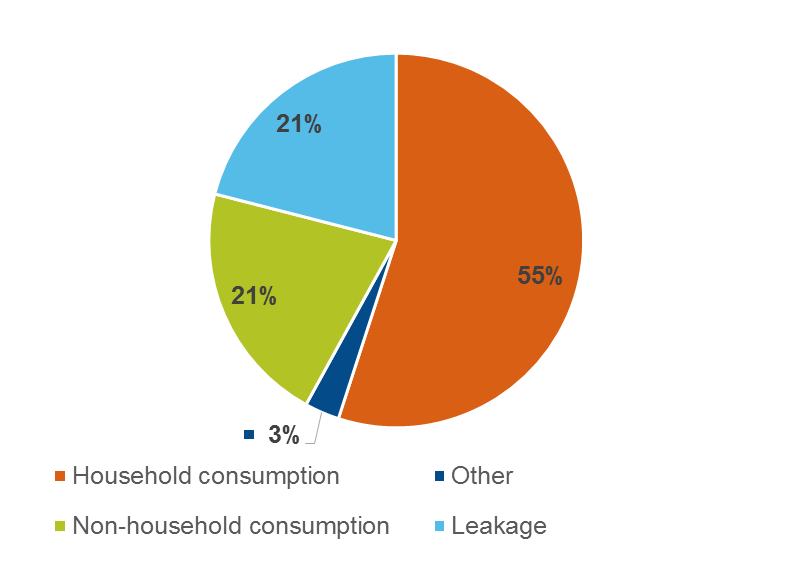 21%
55%
21%
3%
Household consumption
Other
Non-household consumption
Leakage